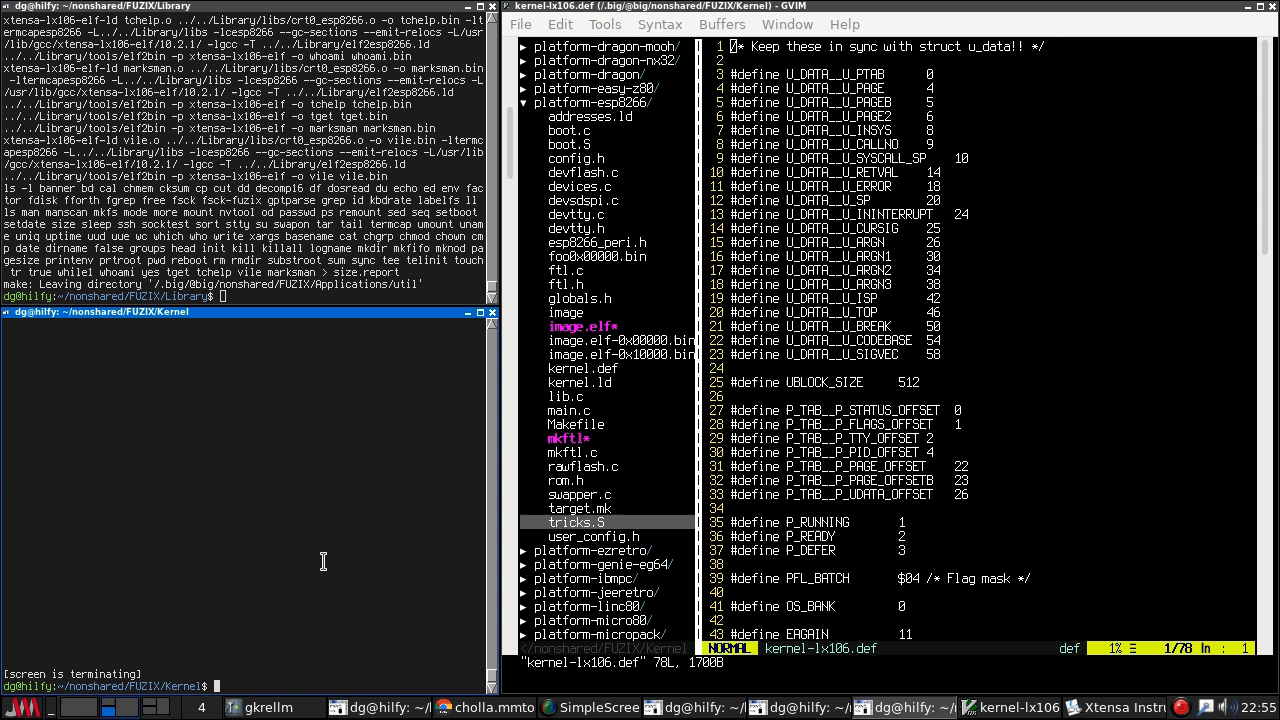 dg@hilfy: ~/nonshared/FUZIX/Library
xtensa-lx106-elf-ld tchelp.o ../../Library/libs/crt0_esp8266.o -o tchelp.bin -lt
ermcapesp8266 -L../../Library/libs -lcesp8266 --gc-sections --emit-relocs -L/usr
/lib/gcc/xtensa-lx106-elf/10.2.1/ -lgcc -T ../../Library/elf2esp8266.ld
../../Library/tools/elf2bin -p xtensa-lx106-elf -o whoami whoami.bin
xtensa-lx106-elf-ld marksman.o ../../Library/libs/crt0_esp8266.o -o marksman.bin
 -ltermcapesp8266 -L../../Library/libs -lcesp8266 --gc-sections --emit-relocs -L
/usr/lib/gcc/xtensa-lx106-elf/10.2.1/ -lgcc -T ../../Library/elf2esp8266.ld
../../Library/tools/elf2bin -p xtensa-lx106-elf -o tchelp tchelp.bin
../../Library/tools/elf2bin -p xtensa-lx106-elf -o tget tget.bin
../../Library/tools/elf2bin -p xtensa-lx106-elf -o marksman marksman.bin
xtensa-lx106-elf-ld vile.o ../../Library/libs/crt0_esp8266.o -o vile.bin -ltermc
apesp8266 -L../../Library/libs -lcesp8266 --gc-sections --emit-relocs -L/usr/lib
/gcc/xtensa-lx106-elf/10.2.1/ -lgcc -T ../../Library/elf2esp8266.ld
../../Library/tools/elf2bin -p xtensa-lx106-elf -o vile vile.bin
ls -l banner bd cal chmem cksum cp cut dd decomp16 df dosread du echo ed env fac
tor fdisk fforth fgrep free fsck fsck-fuzix gptparse grep id kbdrate labelfs ll
ls man manscan mkfs mode more mount nvtool od passwd ps remount sed seq setboot
setdate size sleep ssh socktest sort stty su swapon tar tail termcap umount unam
e uniq uptime uud uue wc which who write xargs basename cat chgrp chmod chown cm
p date dirname false groups head init kill killall logname mkdir mkfifo mknod pa
gesize printenv prtroot pwd reboot rm rmdir substroot sum sync tee telinit touch
 tr true while1 whoami yes tget tchelp vile marksman > size.report
make: Leaving directory '/.big/@big/nonshared/FUZIX/Applications/util'
dg@hilfy:~/nonshared/FUZIX/Library$
dg@hilfy: ~/nonshared/FUZIX/Kernel
[screen is terminating]
dg@hilfy:~/nonshared/FUZIX/Kernel$
kernel-lx106.def (/.big/@big/nonshared/FUZIX/Kernel) - GVIM
File Edit Tools Syntax Buffers Window Help
▸ platform-dragon-mooh/
▸ platform-dragon-nx32/
▸ platform-dragon/
▸ platform-easy-z80/
▾ platform-esp8266/
addresses.ld
boot.c
boot.S
config.h
devflash.c
devices.c
devsdspi.c
devtty.c
devtty.h
esp8266_peri.h
foo0x00000.bin
ftl.c
ftl.h
globals.h
image
image.elf*
image.elf-0x00000.bin
image.elf-0x10000.bin
kernel.def
kernel.ld
lib.c
main.c
Makefile
mkftl*
mkftl.c
rawflash.c
rom.h
swapper.c
target.mk
tricks.S
user_config.h
▸ platform-ezretro/
▸ platform-genie-eg64/
▸ platform-ibmpc/
▸ platform-jeeretro/
▸ platform-linc80/
▸ platform-micro80/
▸ platform-micropack/
</nonshared/FUZIX/Kernel
1 /* Keep these in sync with struct u_data!! */
2
3 #define U_DATA__U_PTAB 0
4 #define U_DATA__U_PAGE 4
5 #define U_DATA__U_PAGEB 5
6 #define U_DATA__U_PAGE2 6
7 #define U_DATA__U_INSYS 8
8 #define U_DATA__U_CALLNO 9
9 #define U_DATA__U_SYSCALL_SP 10
10 #define U_DATA__U_RETVAL 14
11 #define U_DATA__U_ERROR 18
12 #define U_DATA__U_SP 20
13 #define U_DATA__U_ININTERRUPT 24
14 #define U_DATA__U_CURSIG 25
15 #define U_DATA__U_ARGN 26
16 #define U_DATA__U_ARGN1 30
17 #define U_DATA__U_ARGN2 34
18 #define U_DATA__U_ARGN3 38
19 #define U_DATA__U_ISP 42
20 #define U_DATA__U_TOP 46
21 #define U_DATA__U_BREAK 50
22 #define U_DATA__U_CODEBASE 54
23 #define U_DATA__U_SIGVEC 58
24
25 #define UBLOCK_SIZE 512
26
27 #define P_TAB__P_STATUS_OFFSET 0
28 #define P_TAB__P_FLAGS_OFFSET 1
29 #define P_TAB__P_TTY_OFFSET 2
30 #define P_TAB__P_PID_OFFSET 4
31 #define P_TAB__P_PAGE_OFFSET 22
32 #define P_TAB__P_PAGE_OFFSETB 23
33 #define P_TAB__P_UDATA_OFFSET 26
34
35 #define P_RUNNING 1
36 #define P_READY 2
37 #define P_DEFER 3
38
39 #define PFL_BATCH $04 /* Flag mask */
40
41 #define OS_BANK 0
42
43 #define EAGAIN 11
NORMAL kernel-lx106.def def 1% ☰ 1/78 ln : 1
"kernel-lx106.def" 78L, 1700B
4 gkrellm dg@hilfy: ~/ cholla.mmto SimpleScree dg@hilfy: ~/ dg@hilfy: ~/ dg@hilfy: ~/ kernel-lx106 Xtensa Instr 22:55